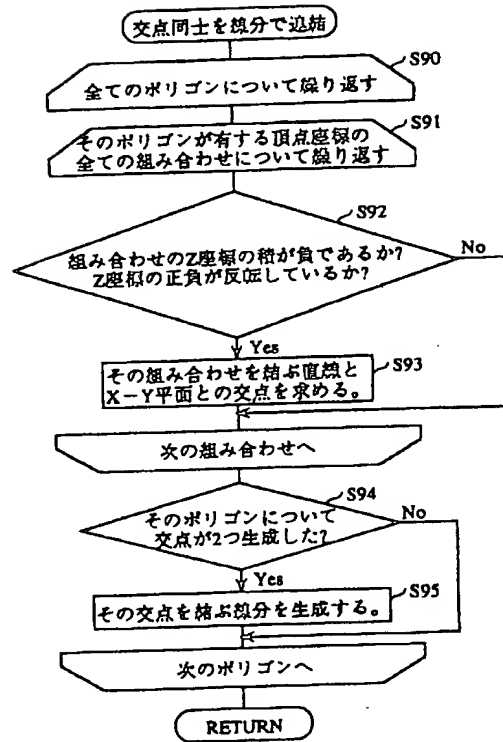 交点同士を線分で連結
S90
全てのポリゴンについて繰り返す
S91
そのポリゴンが有する頂点座標の
全ての組み合わせについて繰り返す
S92
組み合わせのZ座標の積が負であるか?
Z座標の正負が反転しているか?
No
Yes
S93
その組み合わせを結ぶ直線と
X-Y平面との交点を求める。
次の組み合わせへ
S94
そのポリゴンについて
交点が2つ生成した?
No
Yes
S95
その交点を結ぶ線分を生成する。
次のポリゴンへ
RETURN